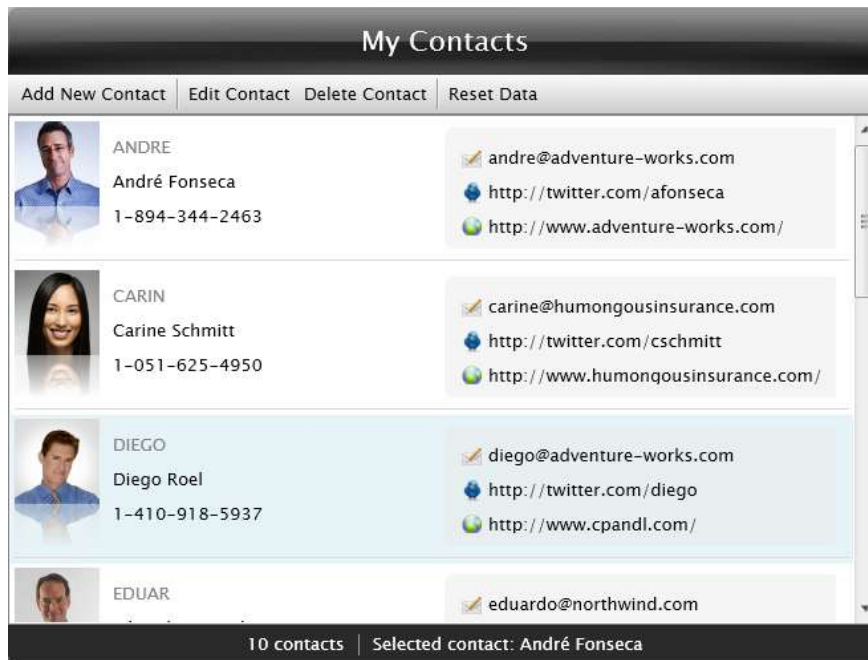 My Contacts
Add New Contact Edit Contact Delete Contact Reset Data
ANDRE
André Fonseca
1-894-344-2463
andre@adventure-works.com
http://twitter.com/afonseca
http://www.adventure-works.com/
CARIN
Carine Schmitt
1-051-625-4950
carine@humongousinsurance.com
http://twitter.com/cschmitt
http://www.humongousinsurance.com/
DIEGO
Diego Roel
1-410-918-5937
diego@adventure-works.com
http://twitter.com/diego
http://www.cpandl.com/
EDUAR
eduardo@northwind.com
10 contacts Selected contact: André Fonseca